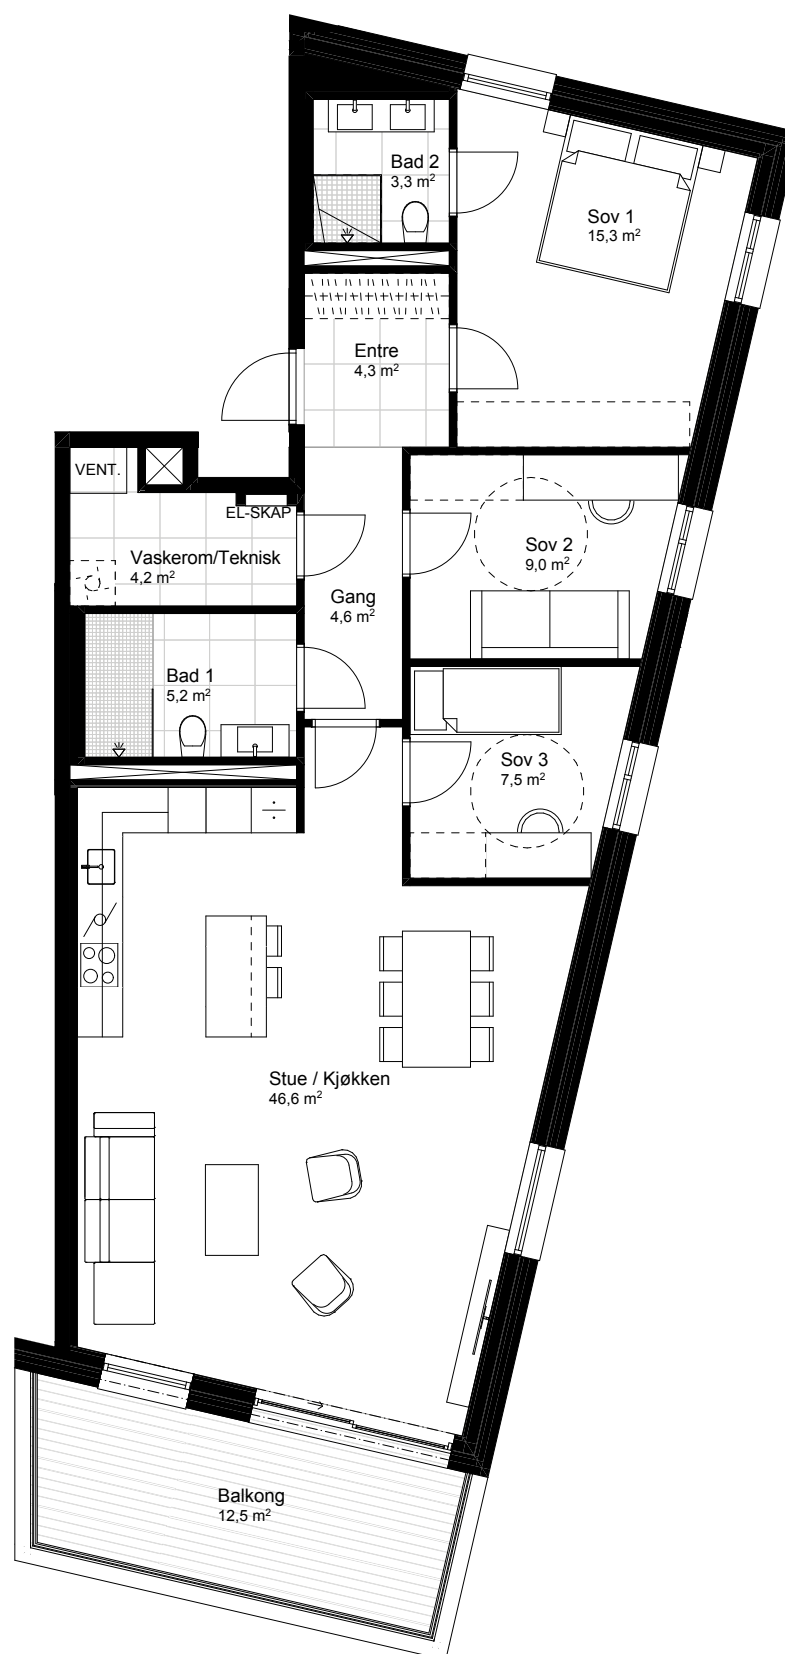 Bad 2
3,3 m²
Sov 1
15,3 m²
Entre
4,3 m²
VENT.
EL-SKAP
Vaskerom/Teknisk
4,2 m²
Sov 2
9,0 m²
Gang
4,6 m²
Bad 1
5,2 m²
Sov 3
7,5 m²
Stue / Kjøkken
46,6 m²
Balkong
12,5 m²